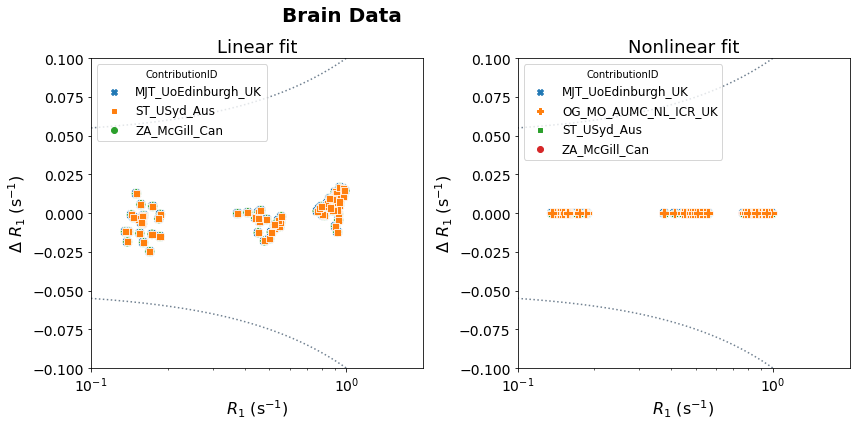 Brain Data
Linear fit
ContributionID
MJT_UoEdinburgh_UK
ST_USyd_Aus
ZA_McGill_Can
0.100
0.075
0.050
0.025
0.000
−0.025
−0.050
−0.075
−0.100
Δ R₁ (s⁻¹)
10⁻¹ 10⁰
R₁ (s⁻¹)
Nonlinear fit
ContributionID
MJT_UoEdinburgh_UK
OG_MO_AUMC_NL_ICR_UK
ST_USyd_Aus
ZA_McGill_Can
0.100
0.075
0.050
0.025
0.000
−0.025
−0.050
−0.075
−0.100
Δ R₁ (s⁻¹)
10⁻¹ 10⁰
R₁ (s⁻¹)